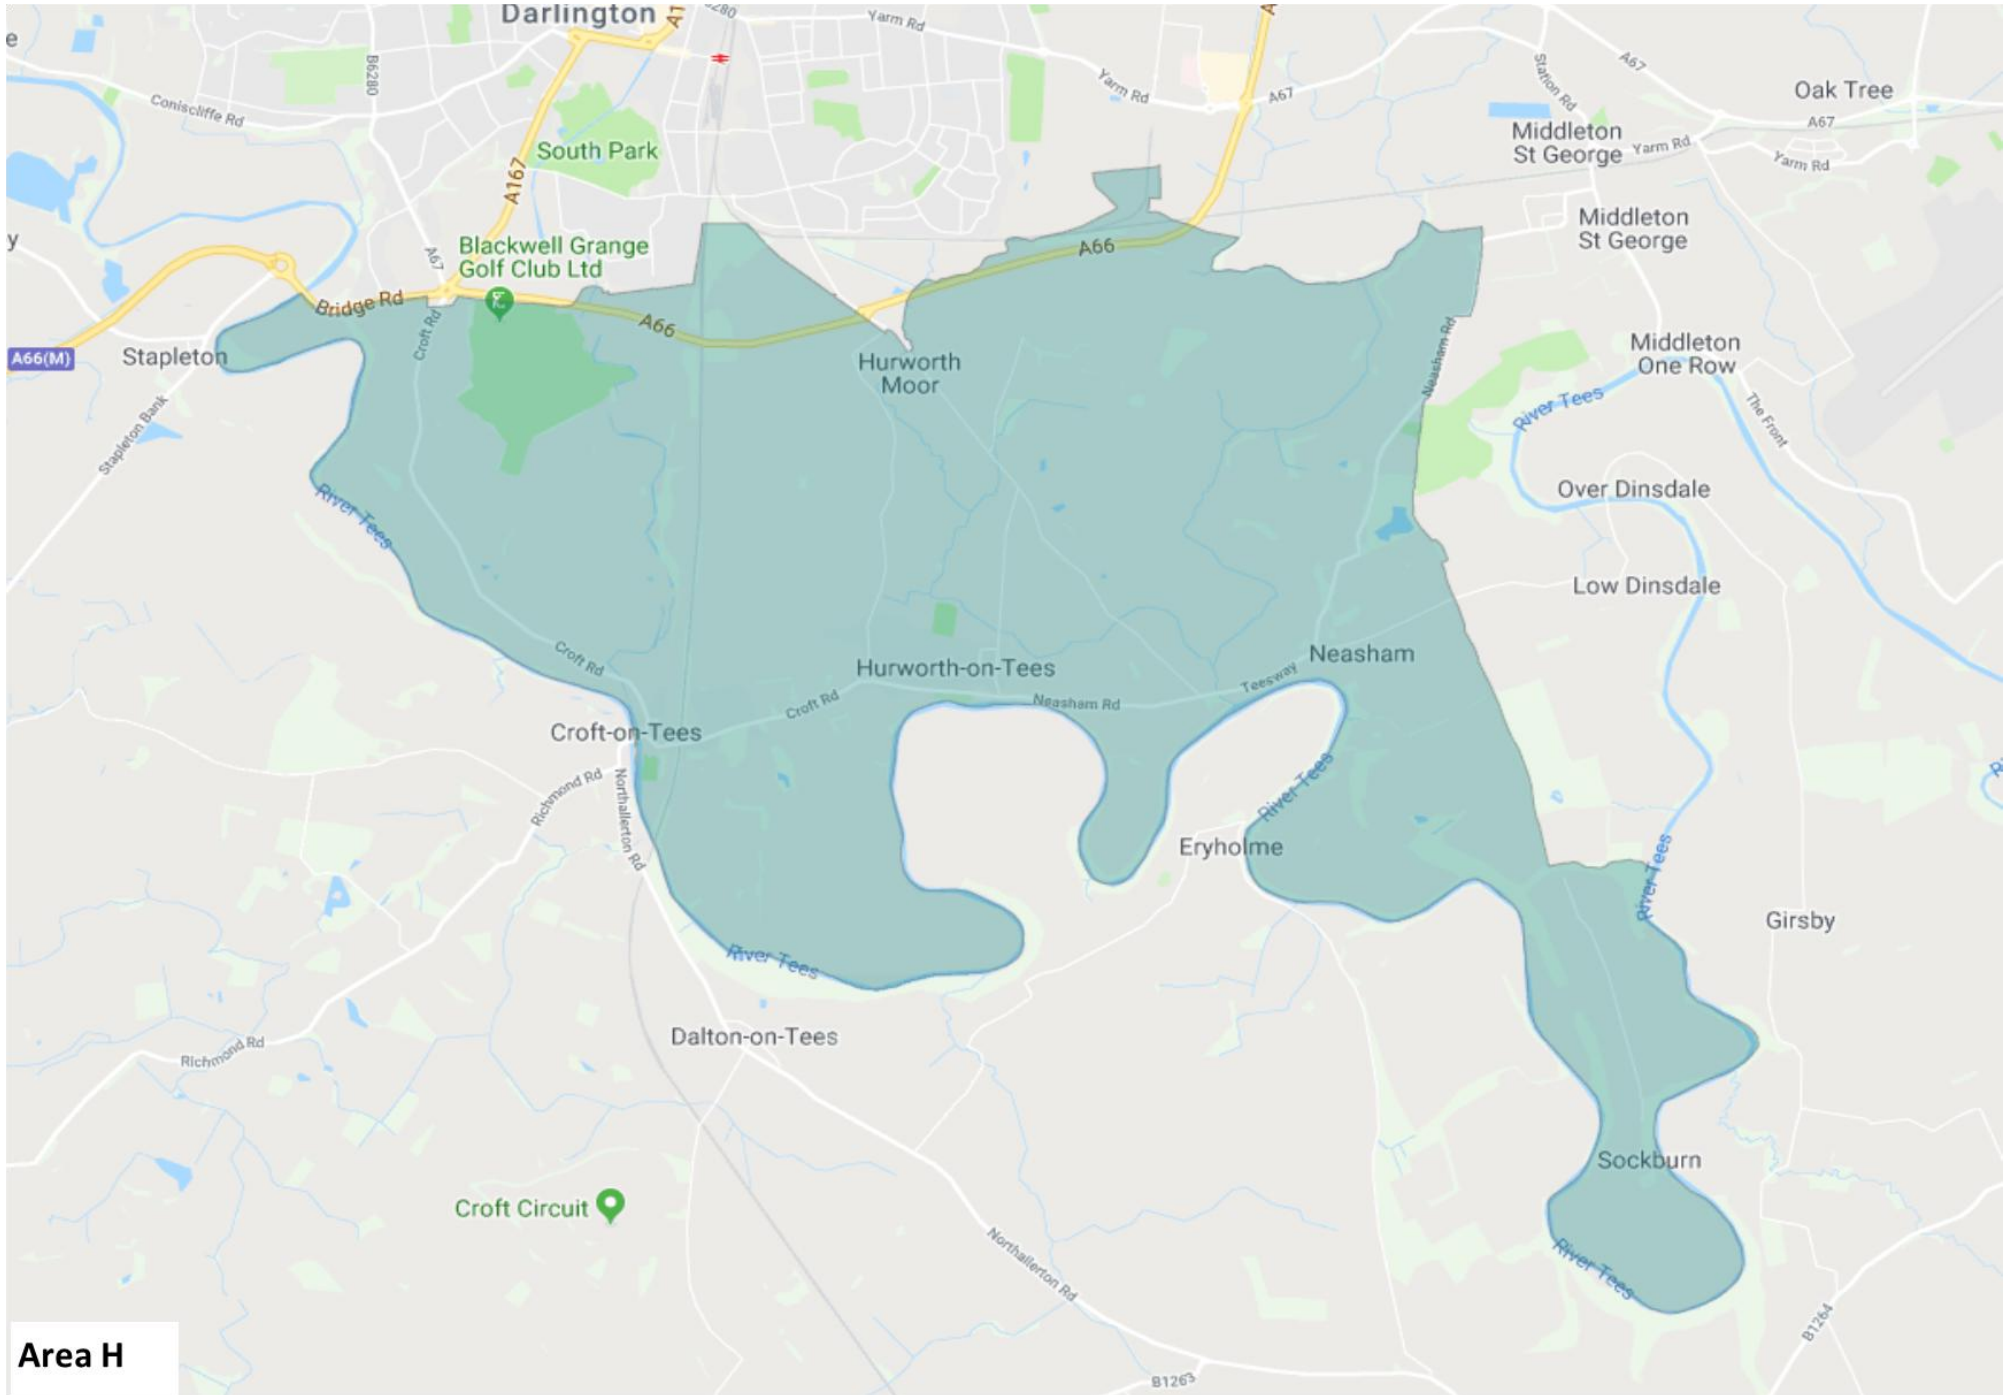 Darlington
Yarm Rd
B6280
Coniscliffe Rd
South Park
A167
Yarm Rd
A67
A67
Station Rd
Oak Tree
A67
Middleton
St George
Yarm Rd
Yarm Rd
Middleton
St George
A67
Blackwell Grange
Golf Club Ltd
A66
Bridge Rd
A66
Croft Rd
A66(M)
Stapleton
Stapleton Bank
Hurworth
Moor
Neasham Rd
Middleton
One Row
River Tees
The Front
River Tees
Over Dinsdale
Low Dinsdale
Croft Rd
Hurworth-on-Tees
Neasham
Teesway
Neasham Rd
Croft Rd
Croft-on-Tees
Richmond Rd
Northallerton Rd
River Tees
Eryholme
River Tees
Girsby
River Tees
Dalton-on-Tees
Richmond Rd
Sockburn
Croft Circuit
River Tees
Northallerton Rd
B1264
B1263
Area H